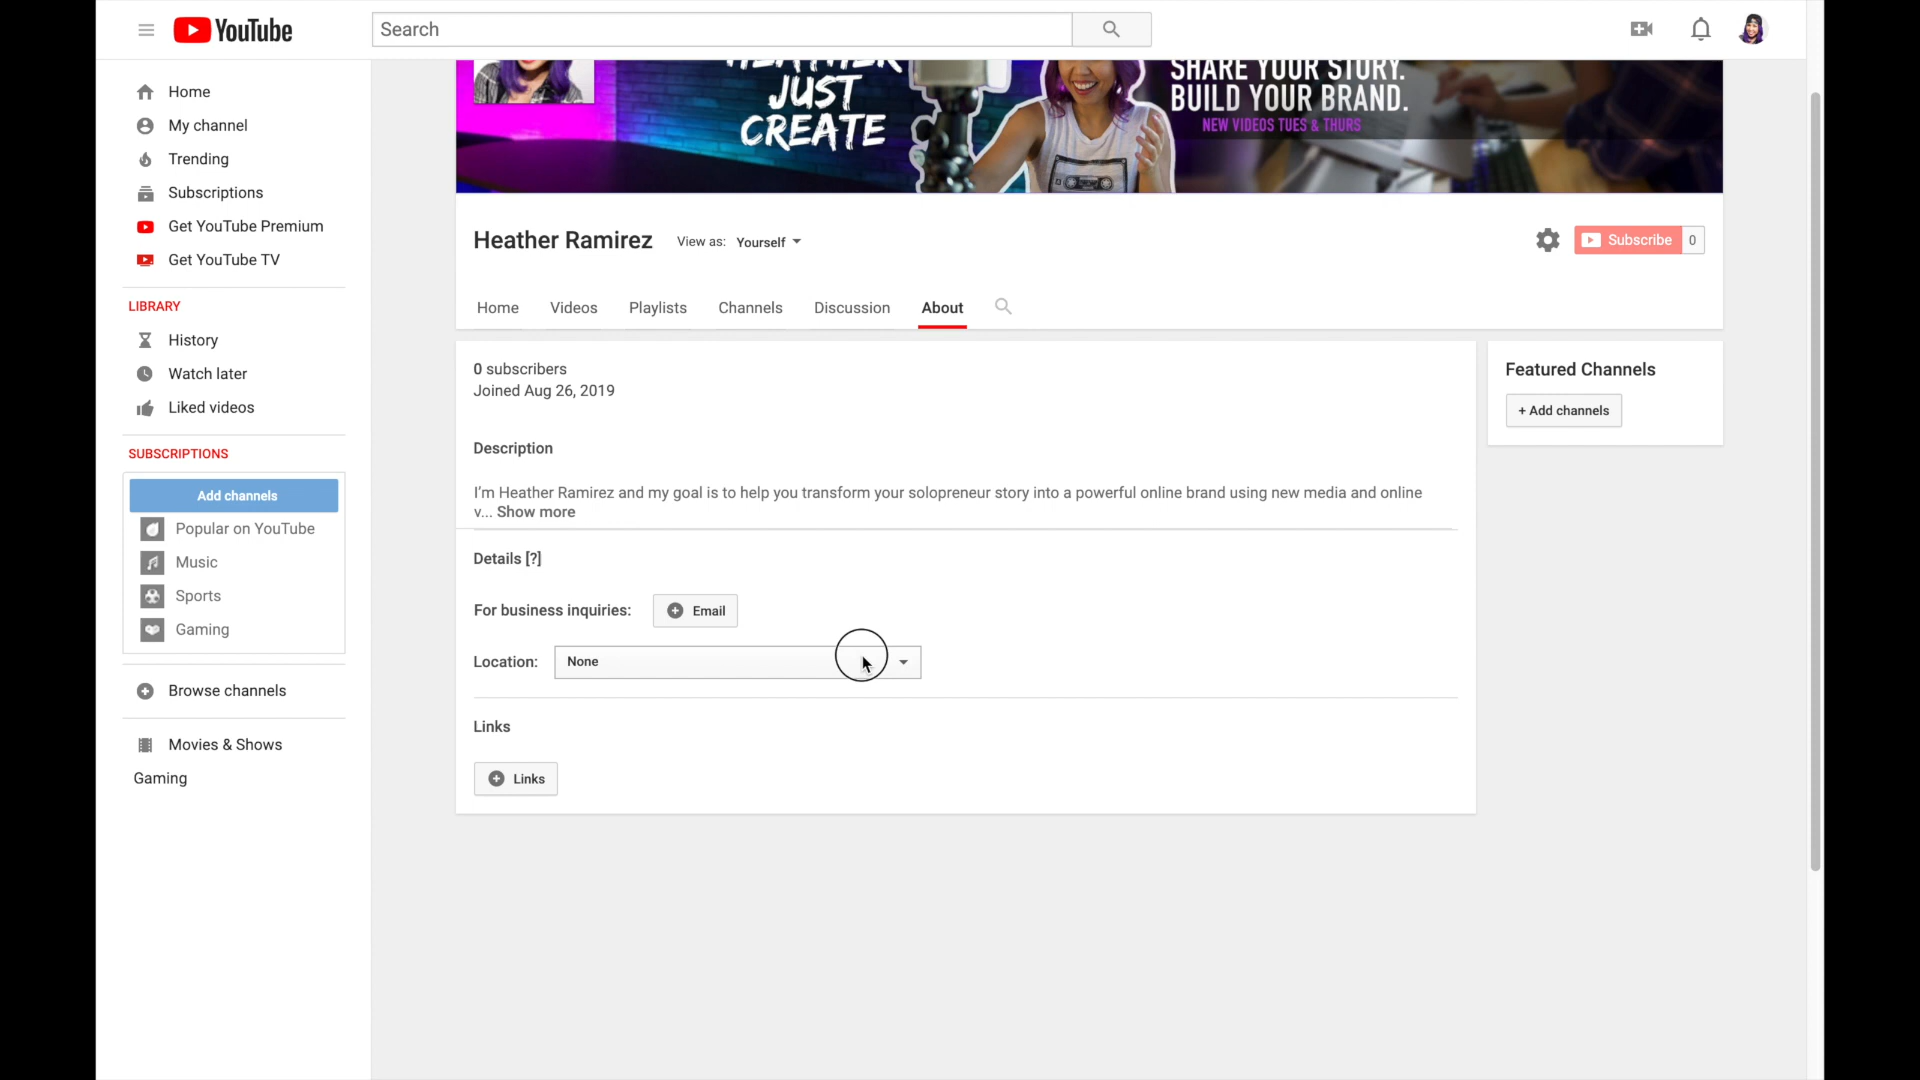 YouTube
Search
HEATHER
JUST
CREATE
SHARE YOUR STORY.
BUILD YOUR BRAND.
NEW VIDEOS TUES & THURS
Home
My channel
Trending
Subscriptions
Get YouTube Premium
Get YouTube TV
LIBRARY
History
Watch later
Liked videos
SUBSCRIPTIONS
Add channels
Popular on YouTube
Music
Sports
Gaming
Browse channels
Movies & Shows
Gaming
Heather Ramirez View as: Yourself
Subscribe 0
Home Videos Playlists Channels Discussion About
0 subscribers
Joined Aug 26, 2019
Description
I'm Heather Ramirez and my goal is to help you transform your solopreneur story into a powerful online brand using new media and online
v... Show more
Details [?]
For business inquiries: Email
Location: None
Links
Links
Featured Channels
+ Add channels